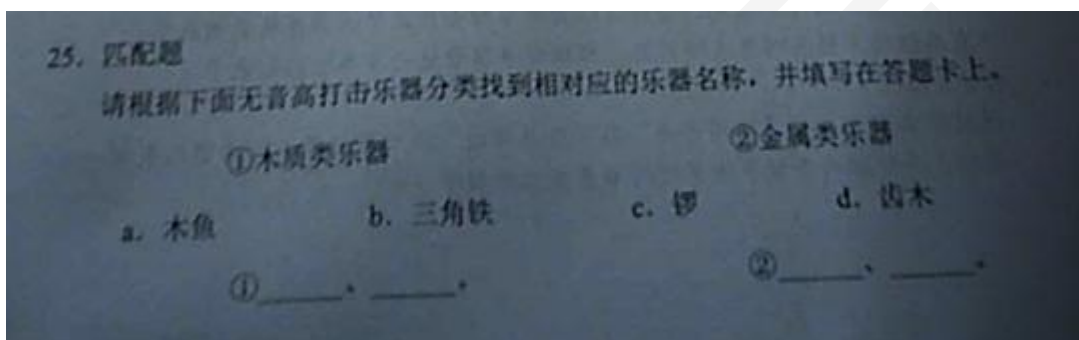 25. 匹配题
请根据下面无音高打击乐器分类找到相对应的乐器名称，并填写在答题卡上。
①木质类乐器 ②金属类乐器
a. 木鱼 b. 三角铁 c. 锣 d. 齿木
①______、______。 ②______、______。